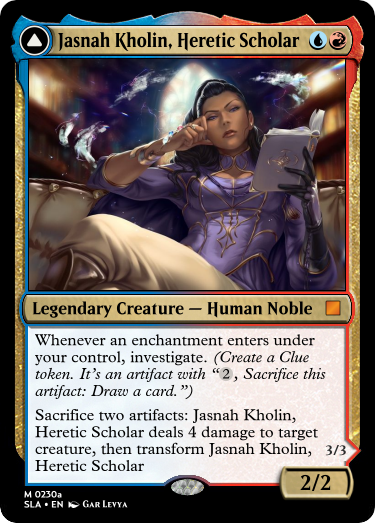 Jasnah Kholin, Heretic Scholar
Legendary Creature — Human Noble
Whenever an enchantment enters under
your control, investigate. (Create a Clue
token. It's an artifact with “2, Sacrifice this
artifact: Draw a card.”)
Sacrifice two artifacts: Jasnah Kholin,
Heretic Scholar deals 4 damage to target
creature, then transform Jasnah Kholin,
Heretic Scholar
3/3
2/2
M 0230a
SLA • EN Gar Levya